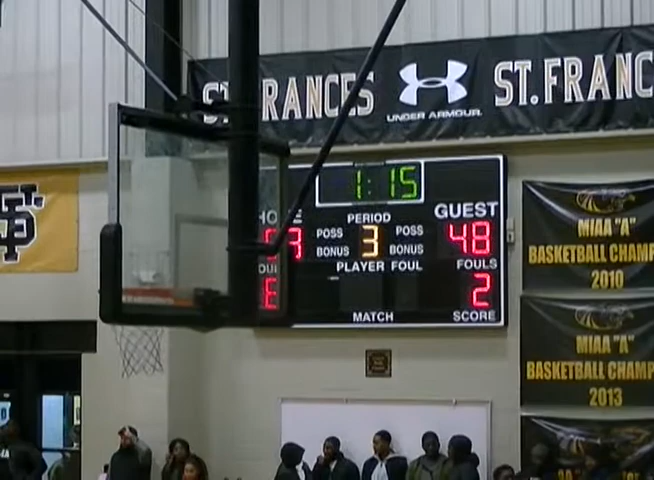 ST. FRANCES
UNDER ARMOUR
ST.FRANC
1:15
GUEST
PERIOD
POSS 3 POSS
48
BONUS BONUS
PLAYER FOUL
FOULS
2
MATCH
SCORE
SF
MIAA "A"
BASKETBALL CHAMP
2010
MIAA "A"
BASKETBALL CHAMP
2013